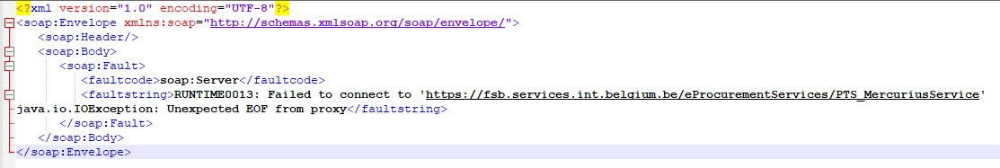 <?xml version="1.0" encoding="UTF-8"?>
<soap:Envelope xmlns:soap="http://schemas.xmlsoap.org/soap/envelope/">
<soap:Header/>
<soap:Body>
<soap:Fault>
<faultcode>soap:Server</faultcode>
<faultstring>RUNTIME0013: Failed to connect to 'https://fsb.services.int.belgium.be/eProcurementServices/PTS_MercuriusService'
java.io.IOException: Unexpected EOF from proxy</faultstring>
</soap:Fault>
</soap:Body>
</soap:Envelope>